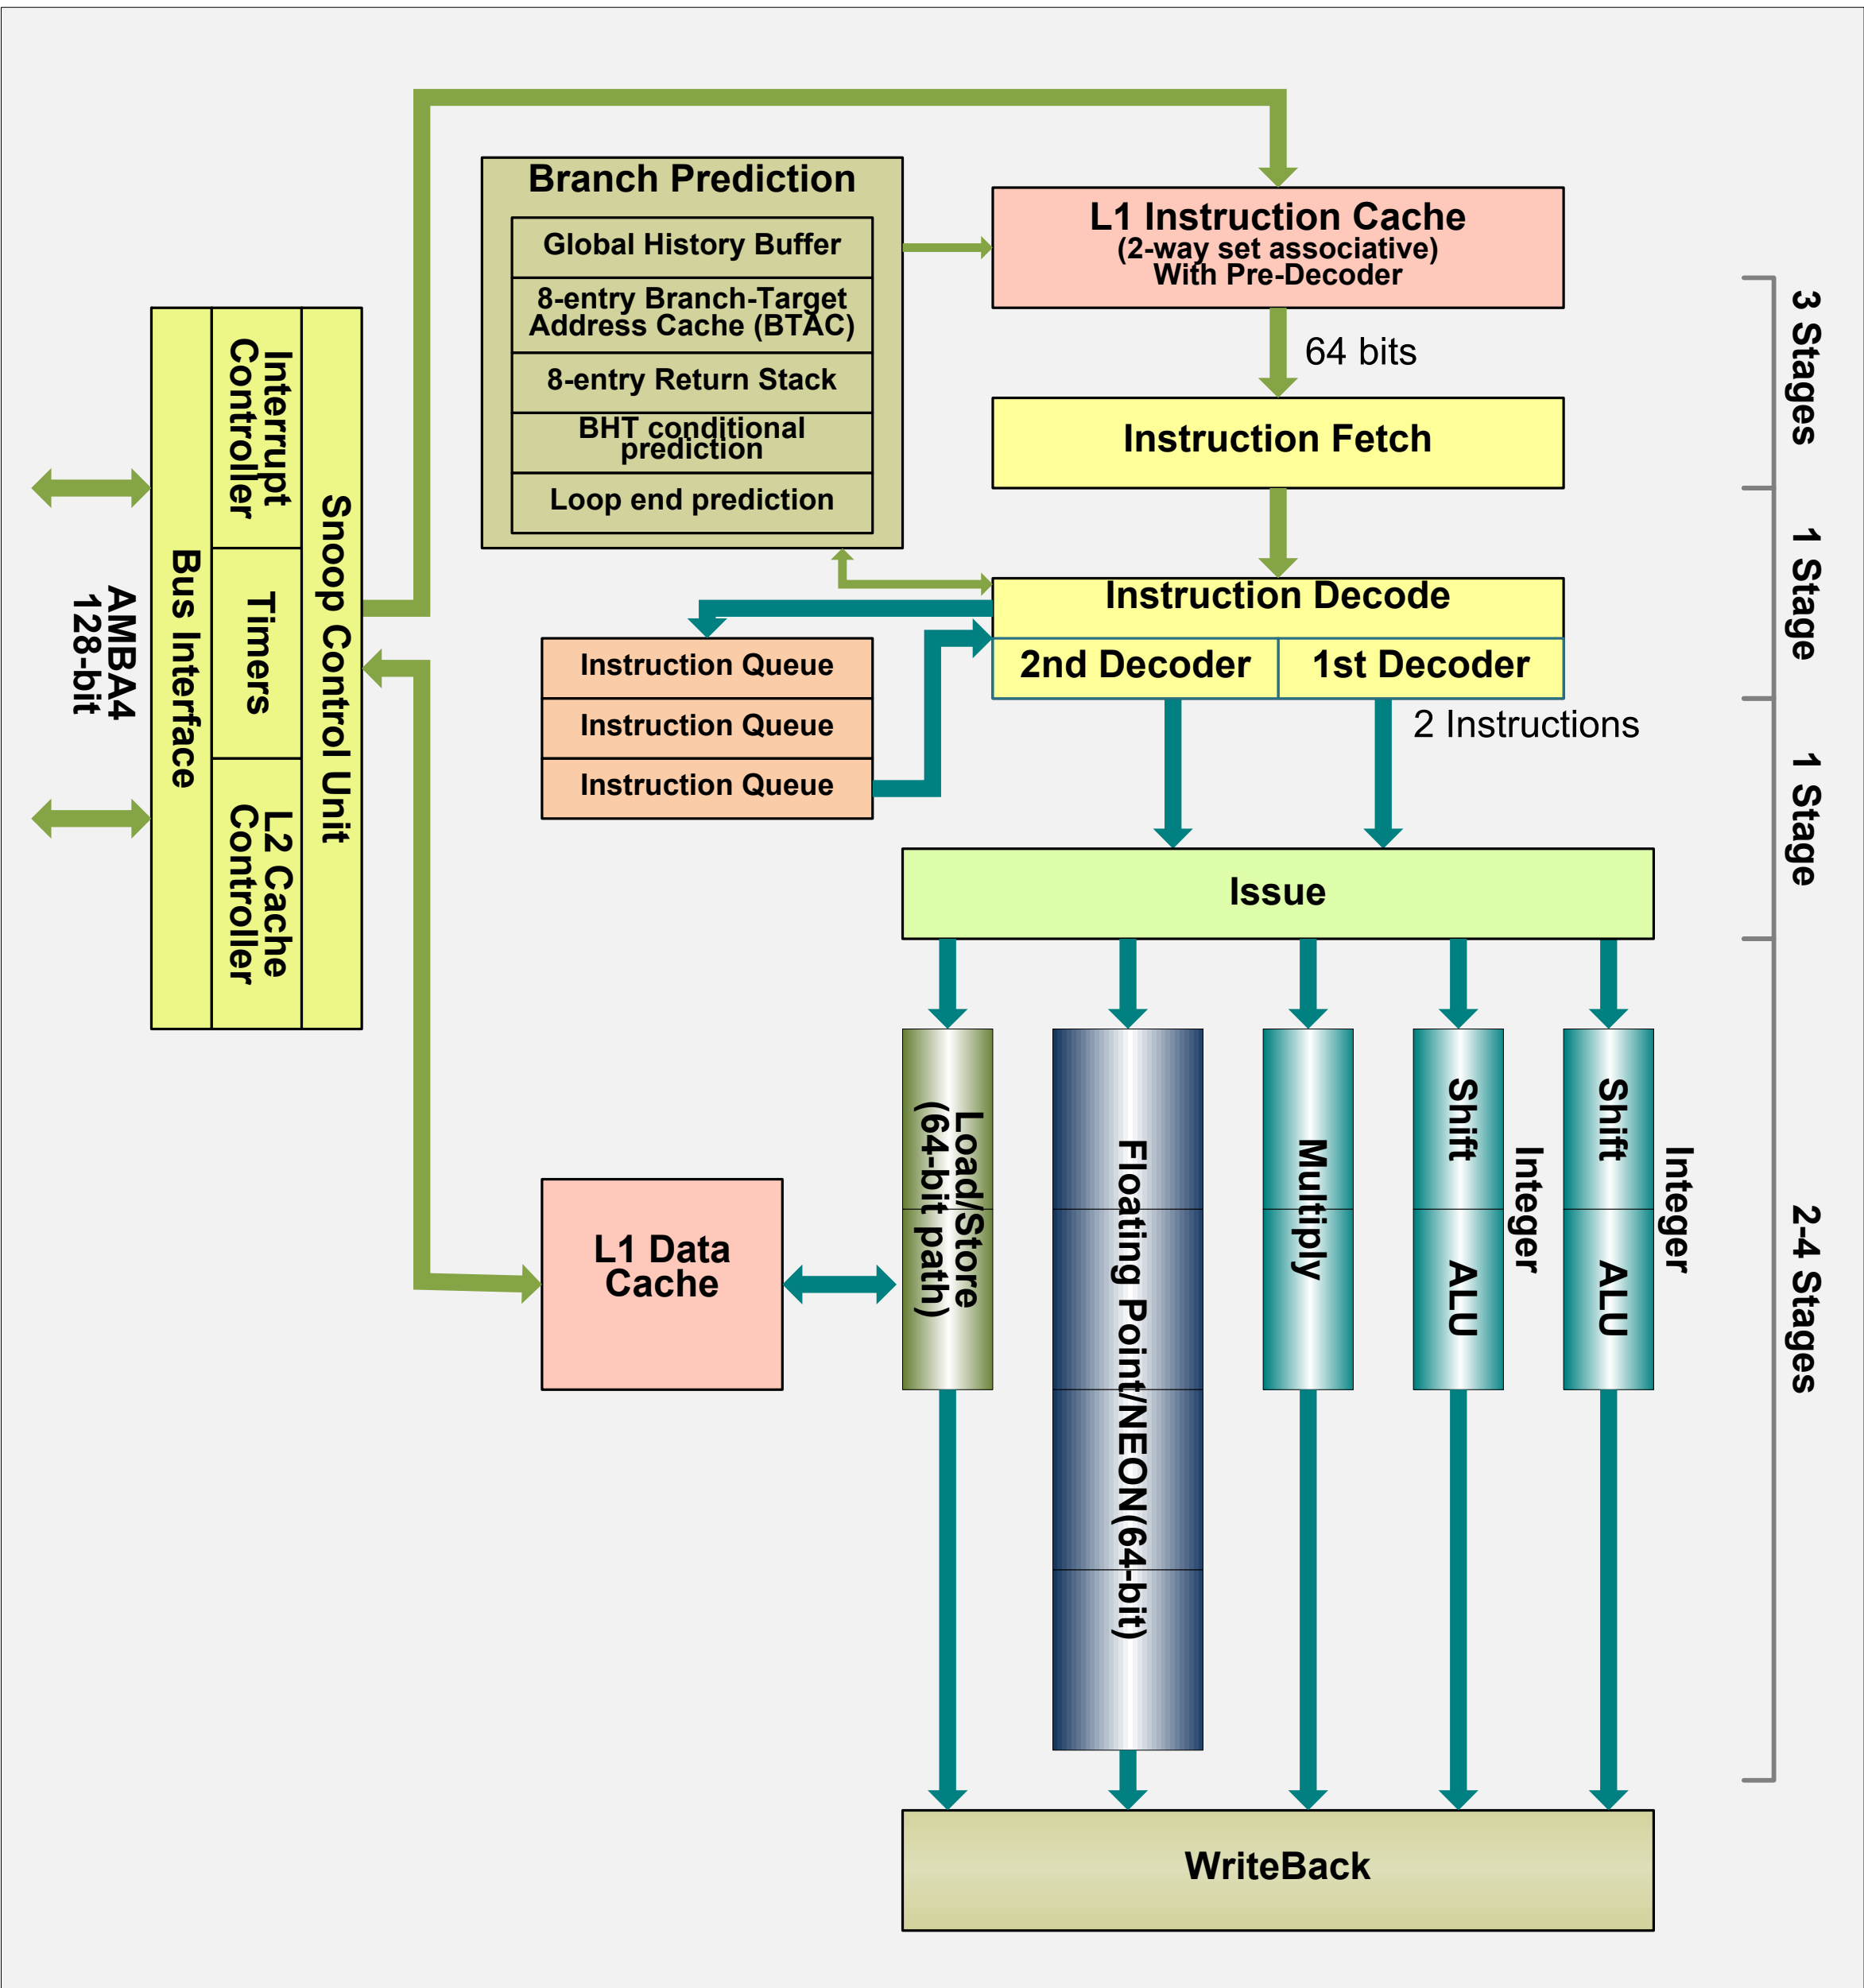 Branch Prediction
Global History Buffer
8-entry Branch-Target
Address Cache (BTAC)
8-entry Return Stack
BHT conditional
prediction
Loop end prediction
L1 Instruction Cache
(2-way set associative)
With Pre-Decoder
64 bits
Instruction Fetch
Instruction Decode
2nd Decoder
1st Decoder
2 Instructions
Instruction Queue
Instruction Queue
Instruction Queue
Issue
3 Stages
1 Stage
1 Stage
2-4 Stages
Interrupt
Controller
Timers
L2 Cache
Controller
Snoop Control Unit
Bus Interface
AMBA4
128-bit
L1 Data
Cache
Load/Store
(64-bit path)
Floating Point/NEON(64-bit)
Multiply
Shift
ALU
Integer
Shift
ALU
Integer
WriteBack